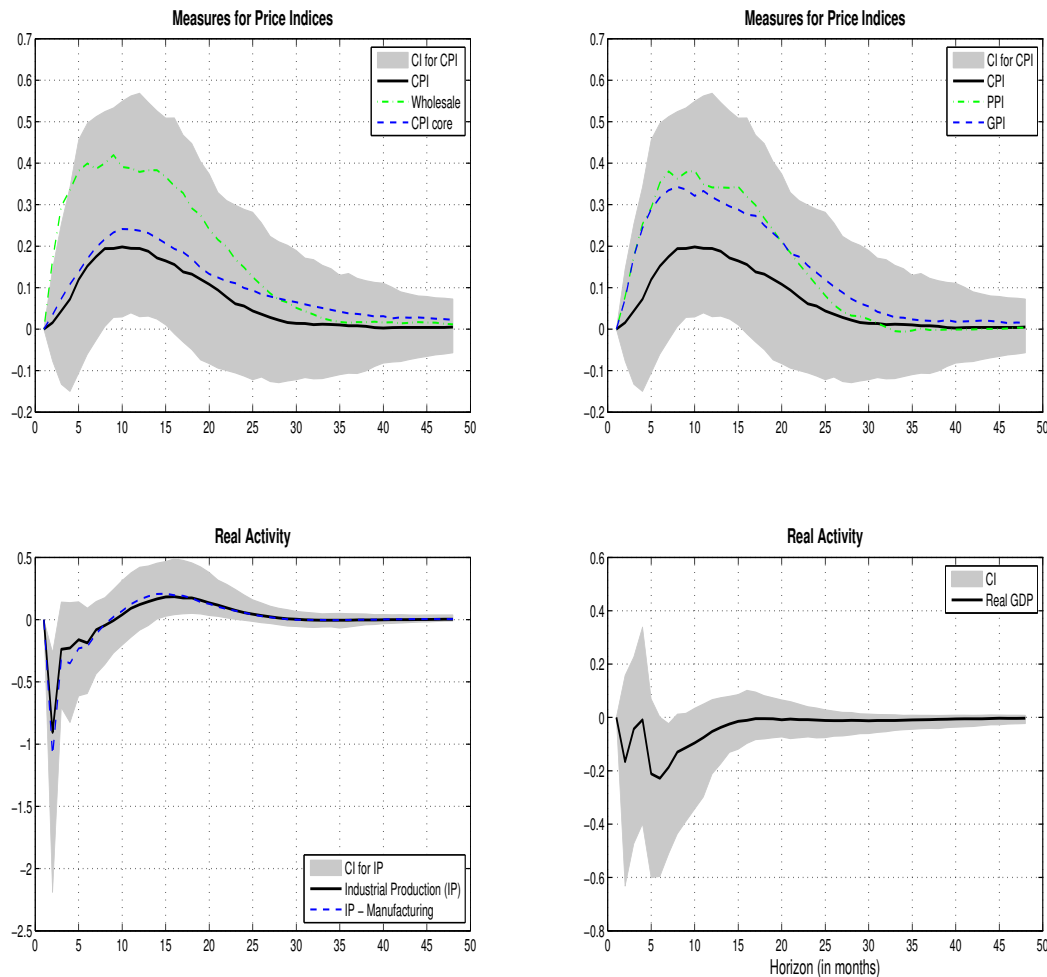 Measures for Price Indices
0.7
0.6
0.5
0.4
0.3
0.2
0.1
0
−0.1
−0.2
0 5 10 15 20 25 30 35 40 45 50
CI for CPI
CPI
Wholesale
CPI core
Measures for Price Indices
0.7
0.6
0.5
0.4
0.3
0.2
0.1
0
−0.1
−0.2
0 5 10 15 20 25 30 35 40 45 50
CI for CPI
CPI
PPI
GPI
Real Activity
0.5
0
−0.5
−1
−1.5
−2
−2.5
0 5 10 15 20 25 30 35 40 45 50
CI for IP
Industrial Production (IP)
IP − Manufacturing
Real Activity
0.6
0.4
0.2
0
−0.2
−0.4
−0.6
−0.8
0 5 10 15 20 25 30 35 40 45 50
CI
Real GDP
Horizon (in months)